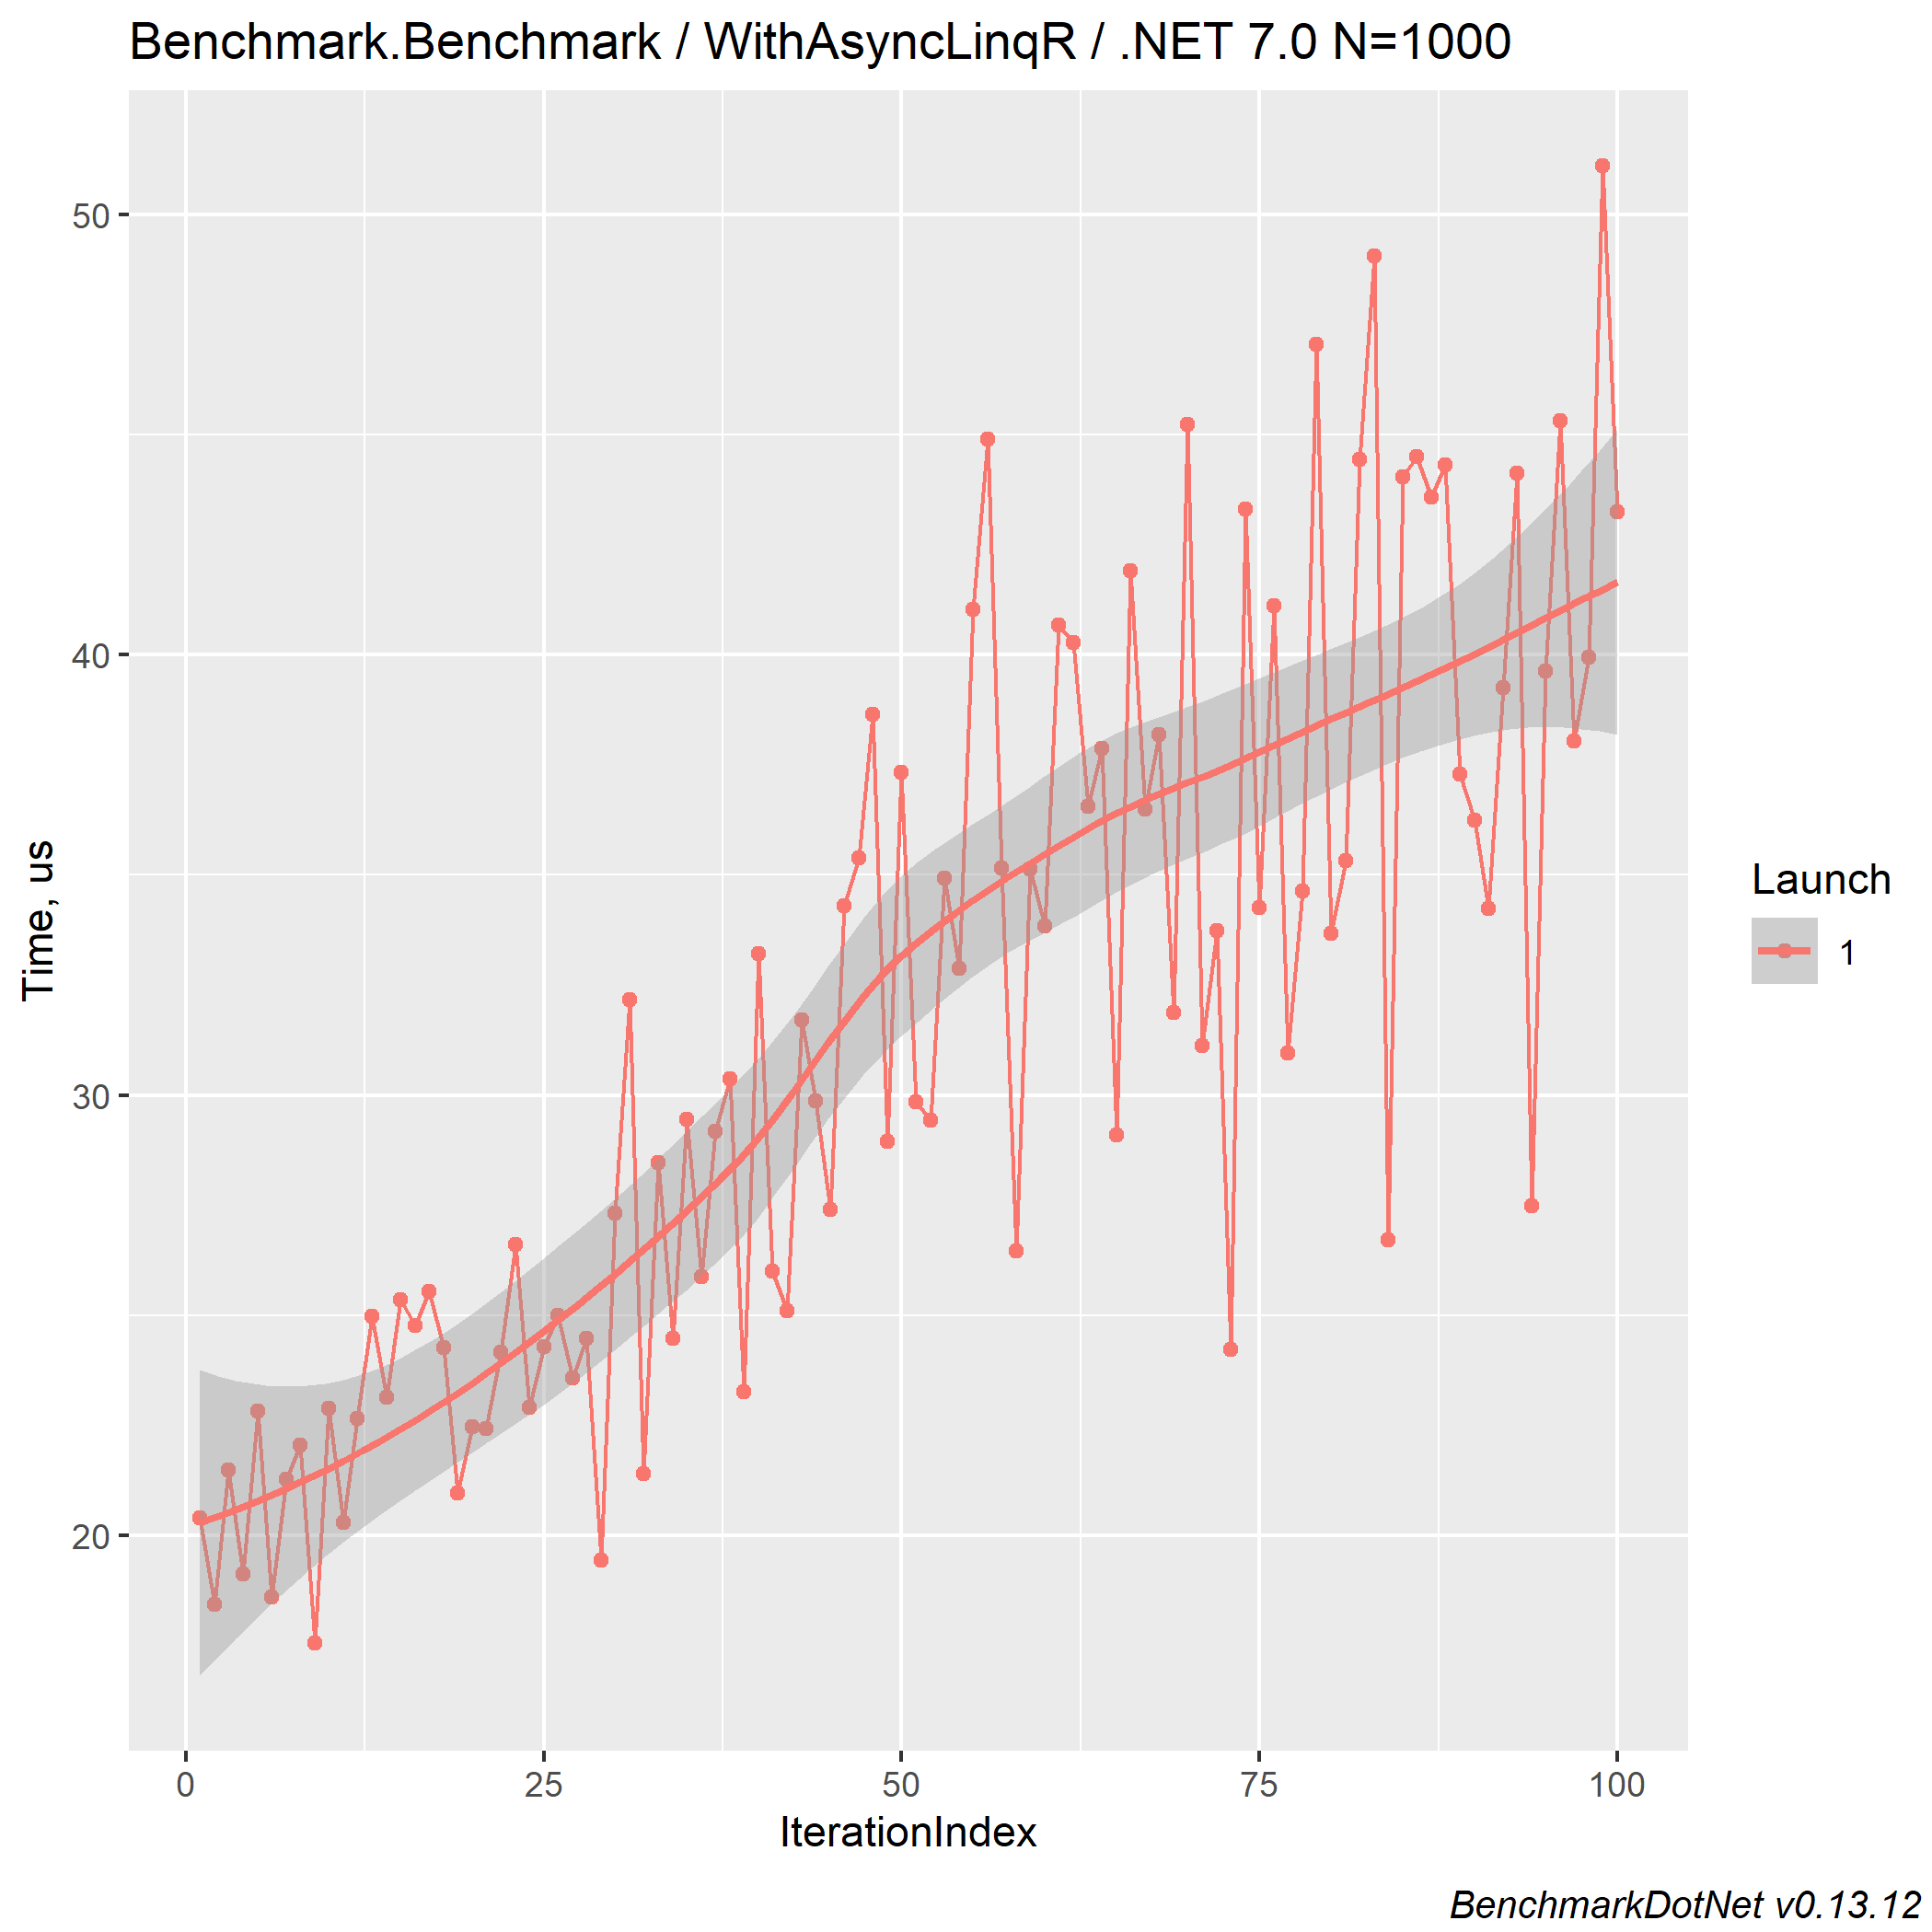 Benchmark.Benchmark / WithAsyncLinqR / .NET 7.0 N=1000
50
40
30
20
Time, us
0 25 50 75 100
IterationIndex
Launch
1
BenchmarkDotNet v0.13.12